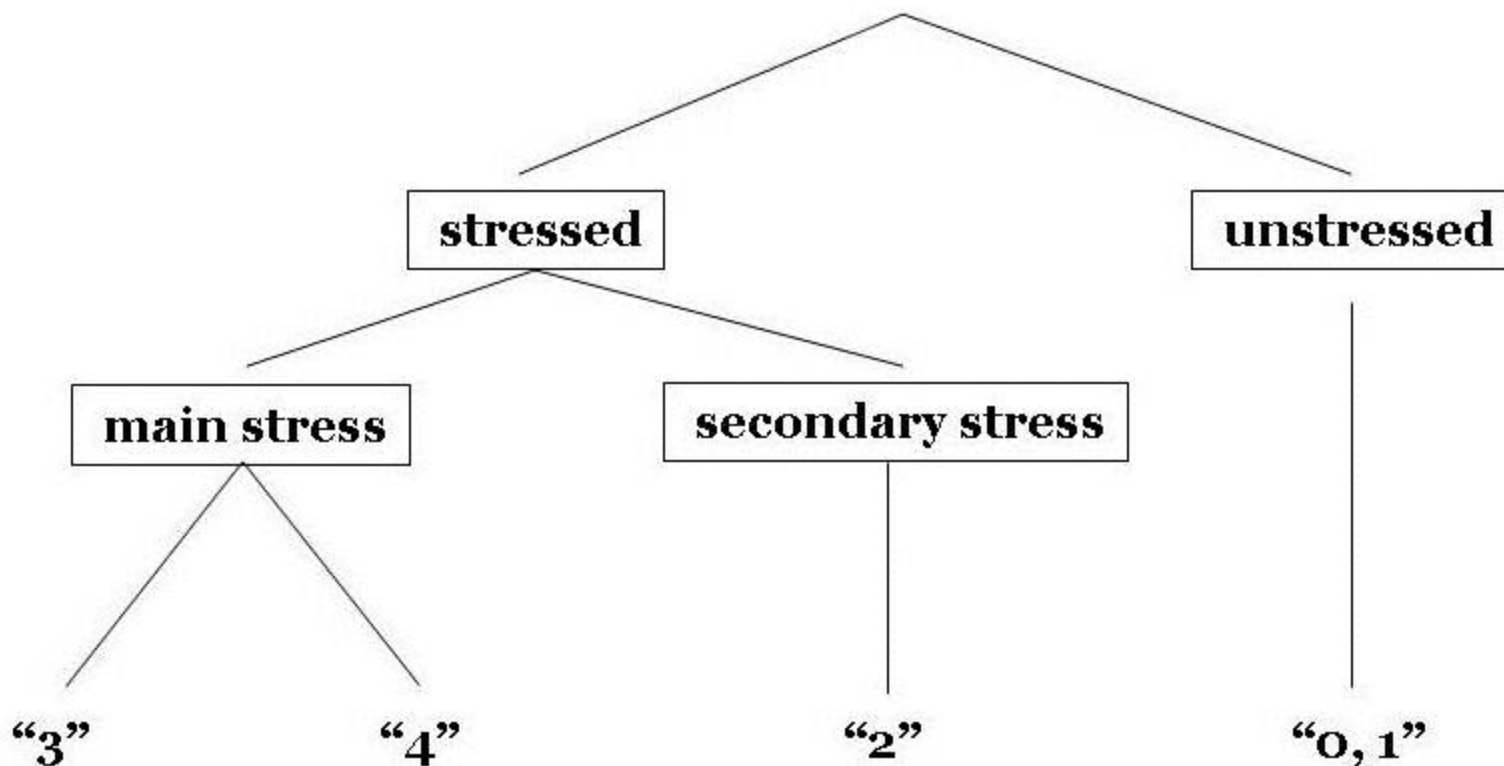 stressed
unstressed
main stress
secondary stress
“3”
“4”
“2”
“0, 1”